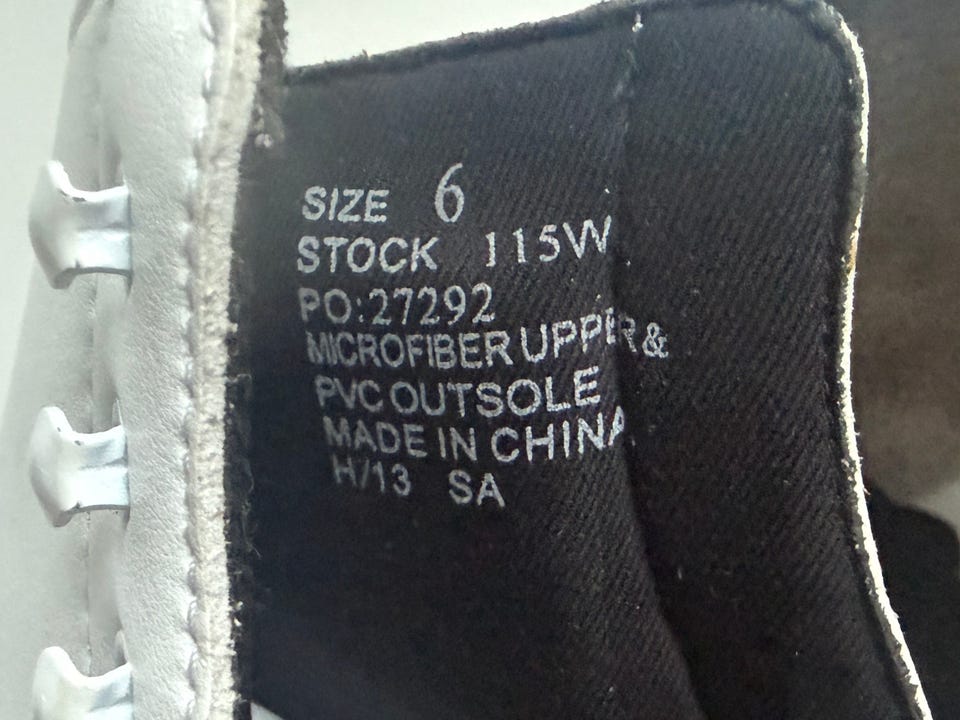 SIZE 6
STOCK 115W
PO:27292
MICROFIBER UPPER&
PVC OUTSOLE
MADE IN CHINA
H/13 SA